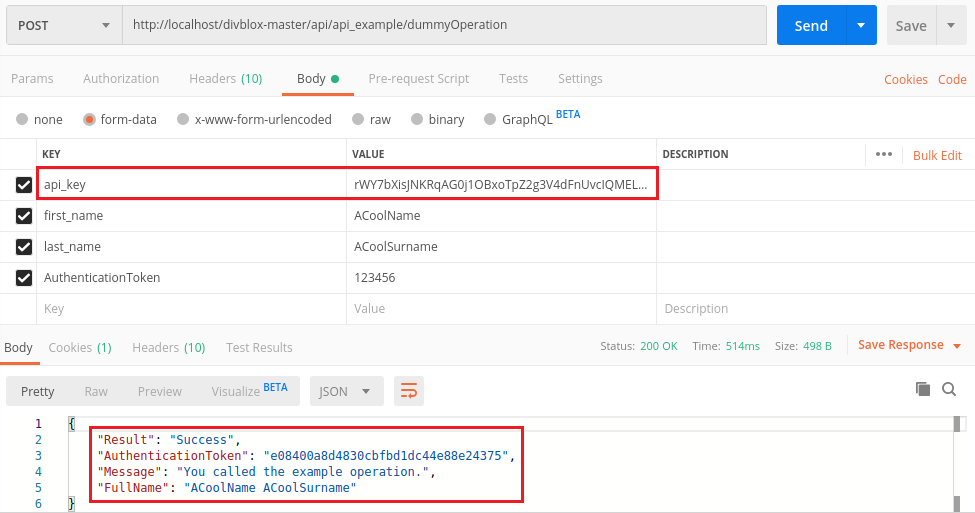 POST http://localhost/divblox-master/api/api_example/dummyOperation Send Save
Params Authorization Headers (10) Body Pre-request Script Tests Settings Cookies Code
none form-data x-www-form-urlencoded raw binary GraphQL BETA
KEY VALUE DESCRIPTION ••• Bulk Edit
api_key rWY7bXisJNKRqAG0j1OBxoTpZ2g3V4dFnUvcIQMEL...
first_name ACoolName
last_name ACoolSurname
AuthenticationToken 123456
Key Value Description
Body Cookies (1) Headers (10) Test Results Status: 200 OK Time: 514ms Size: 498 B Save Response
Pretty Raw Preview Visualize BETA JSON
1 {
2 "Result": "Success",
3 "AuthenticationToken": "e08400a8d4830cbfbd1dc44e88e24375",
4 "Message": "You called the example operation.",
5 "FullName": "ACoolName ACoolSurname"
6 }